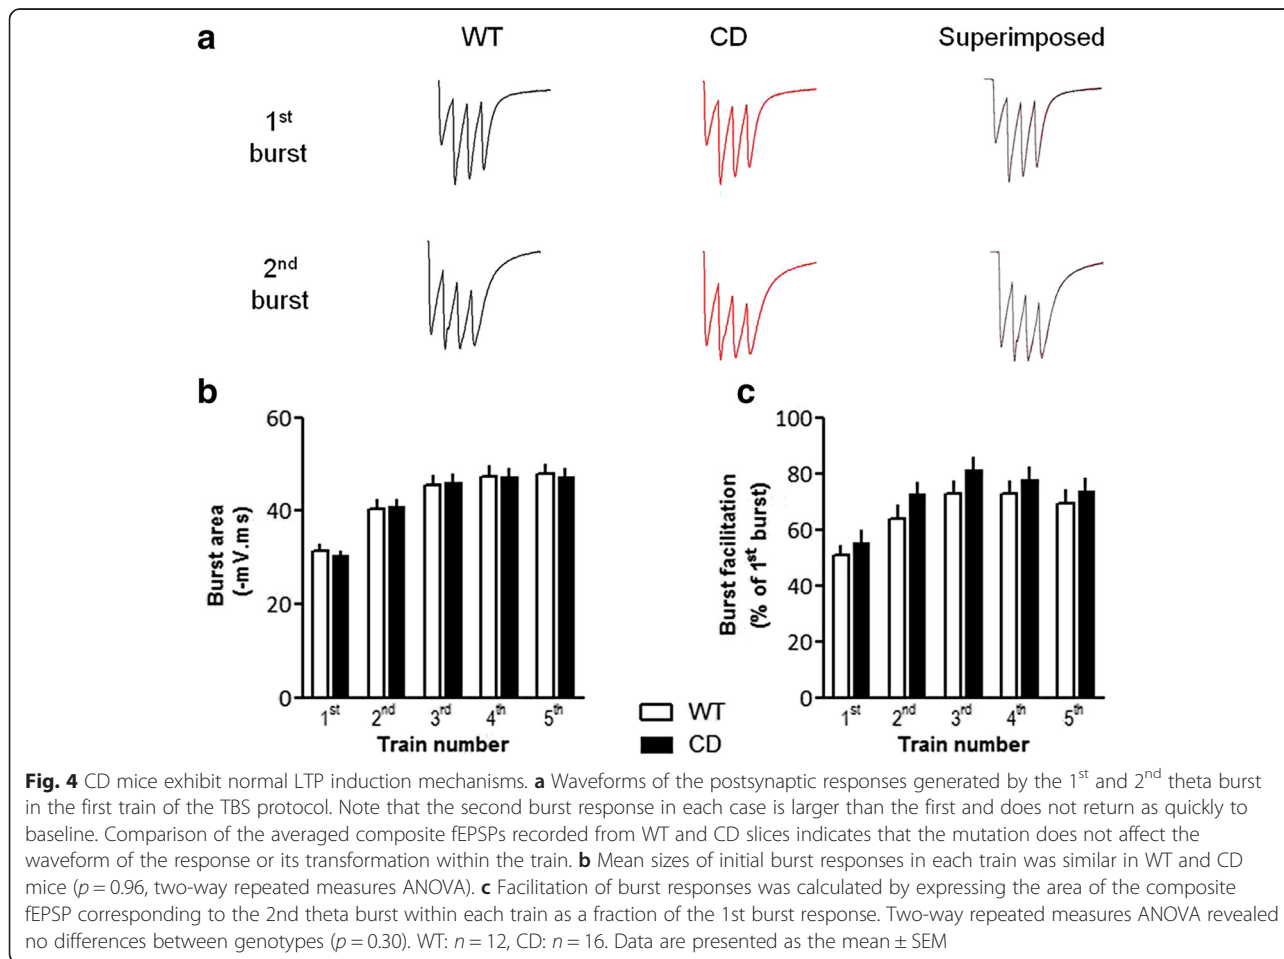 a WT CD Superimposed
1st
burst
2nd
burst
b
60
40
20
0
Burst area
(-mV.ms)
1st 2nd 3rd 4th 5th
Train number
WT
CD
c
100
80
60
40
20
0
Burst facilitation
(% of 1st burst)
1st 2nd 3rd 4th 5th
Train number
Fig. 4 CD mice exhibit normal LTP induction mechanisms. a Waveforms of the postsynaptic responses generated by the 1st and 2nd theta burst
in the first train of the TBS protocol. Note that the second burst response in each case is larger than the first and does not return as quickly to
baseline. Comparison of the averaged composite fEPSPs recorded from WT and CD slices indicates that the mutation does not affect the
waveform of the response or its transformation within the train. b Mean sizes of initial burst responses in each train was similar in WT and CD
mice (p = 0.96, two-way repeated measures ANOVA). c Facilitation of burst responses was calculated by expressing the area of the composite
fEPSP corresponding to the 2nd theta burst within each train as a fraction of the 1st burst response. Two-way repeated measures ANOVA revealed
no differences between genotypes (p = 0.30). WT: n = 12, CD: n = 16. Data are presented as the mean ± SEM